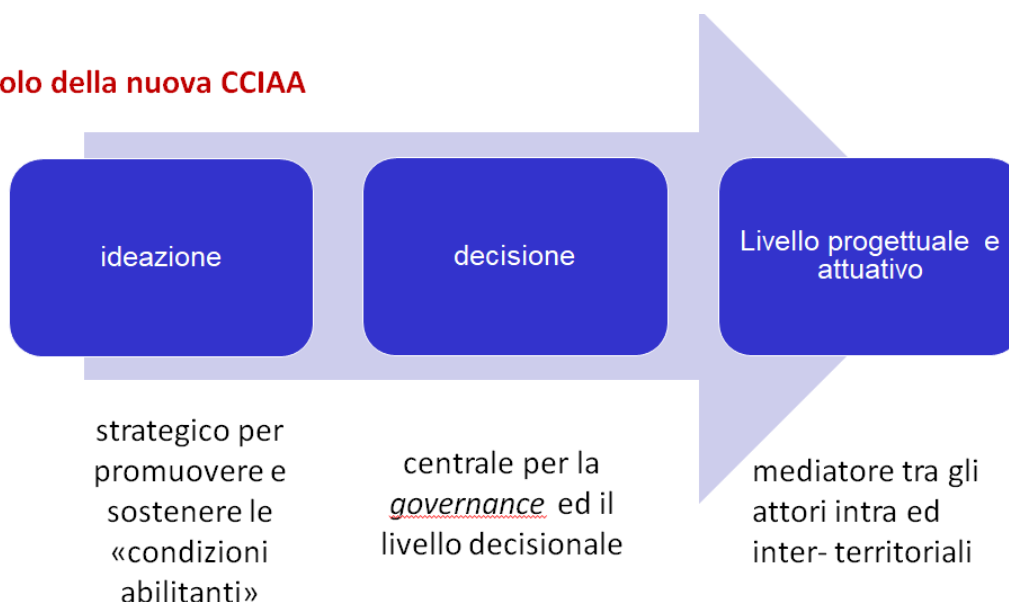 olo della nuova CCIAA
ideazione
decisione
Livello progettuale e
attuativo
strategico per
promuovere e
sostenere le
«condizioni
abilitanti»
centrale per la
governance ed il
livello decisionale
mediatore tra gli
attori intra ed
inter- territoriali